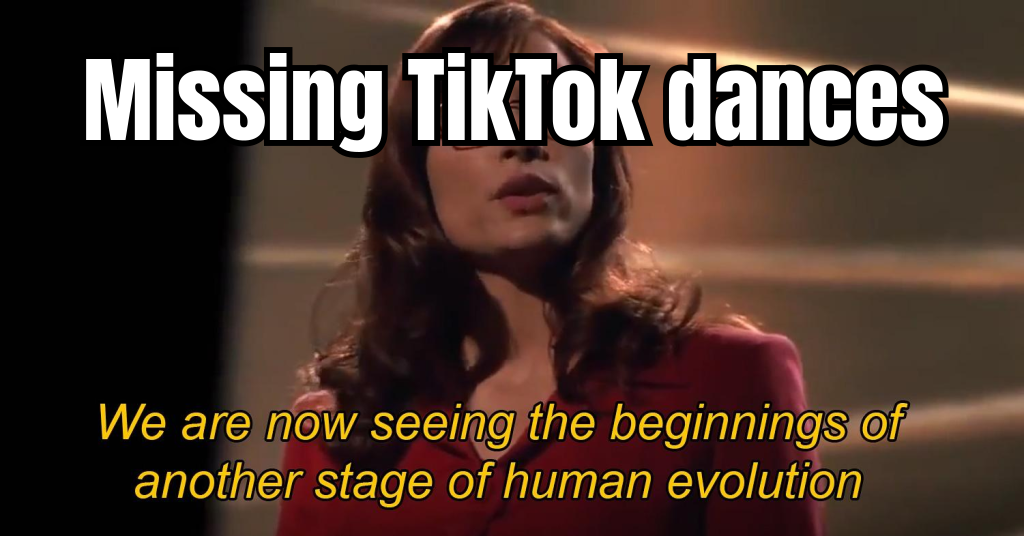 Missing TikTok dances
We are now seeing the beginnings of
another stage of human evolution